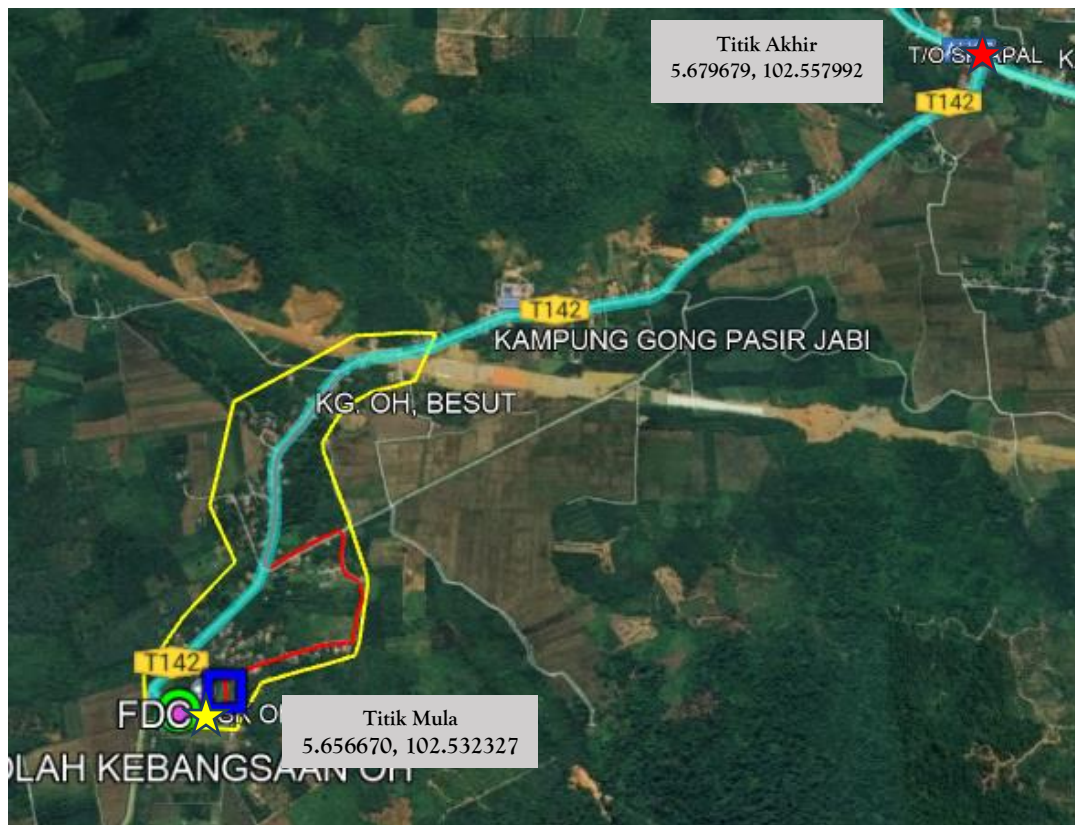 Titik Akhir
5.679679, 102.557992
T/O
APAL
K
T142
T142
KAMPUNG GONG PASIR JABI
KG. OH, BESUT
T142
FDC
Titik Mula
5.656670, 102.532327
OLAH KEBANGSAAN OH